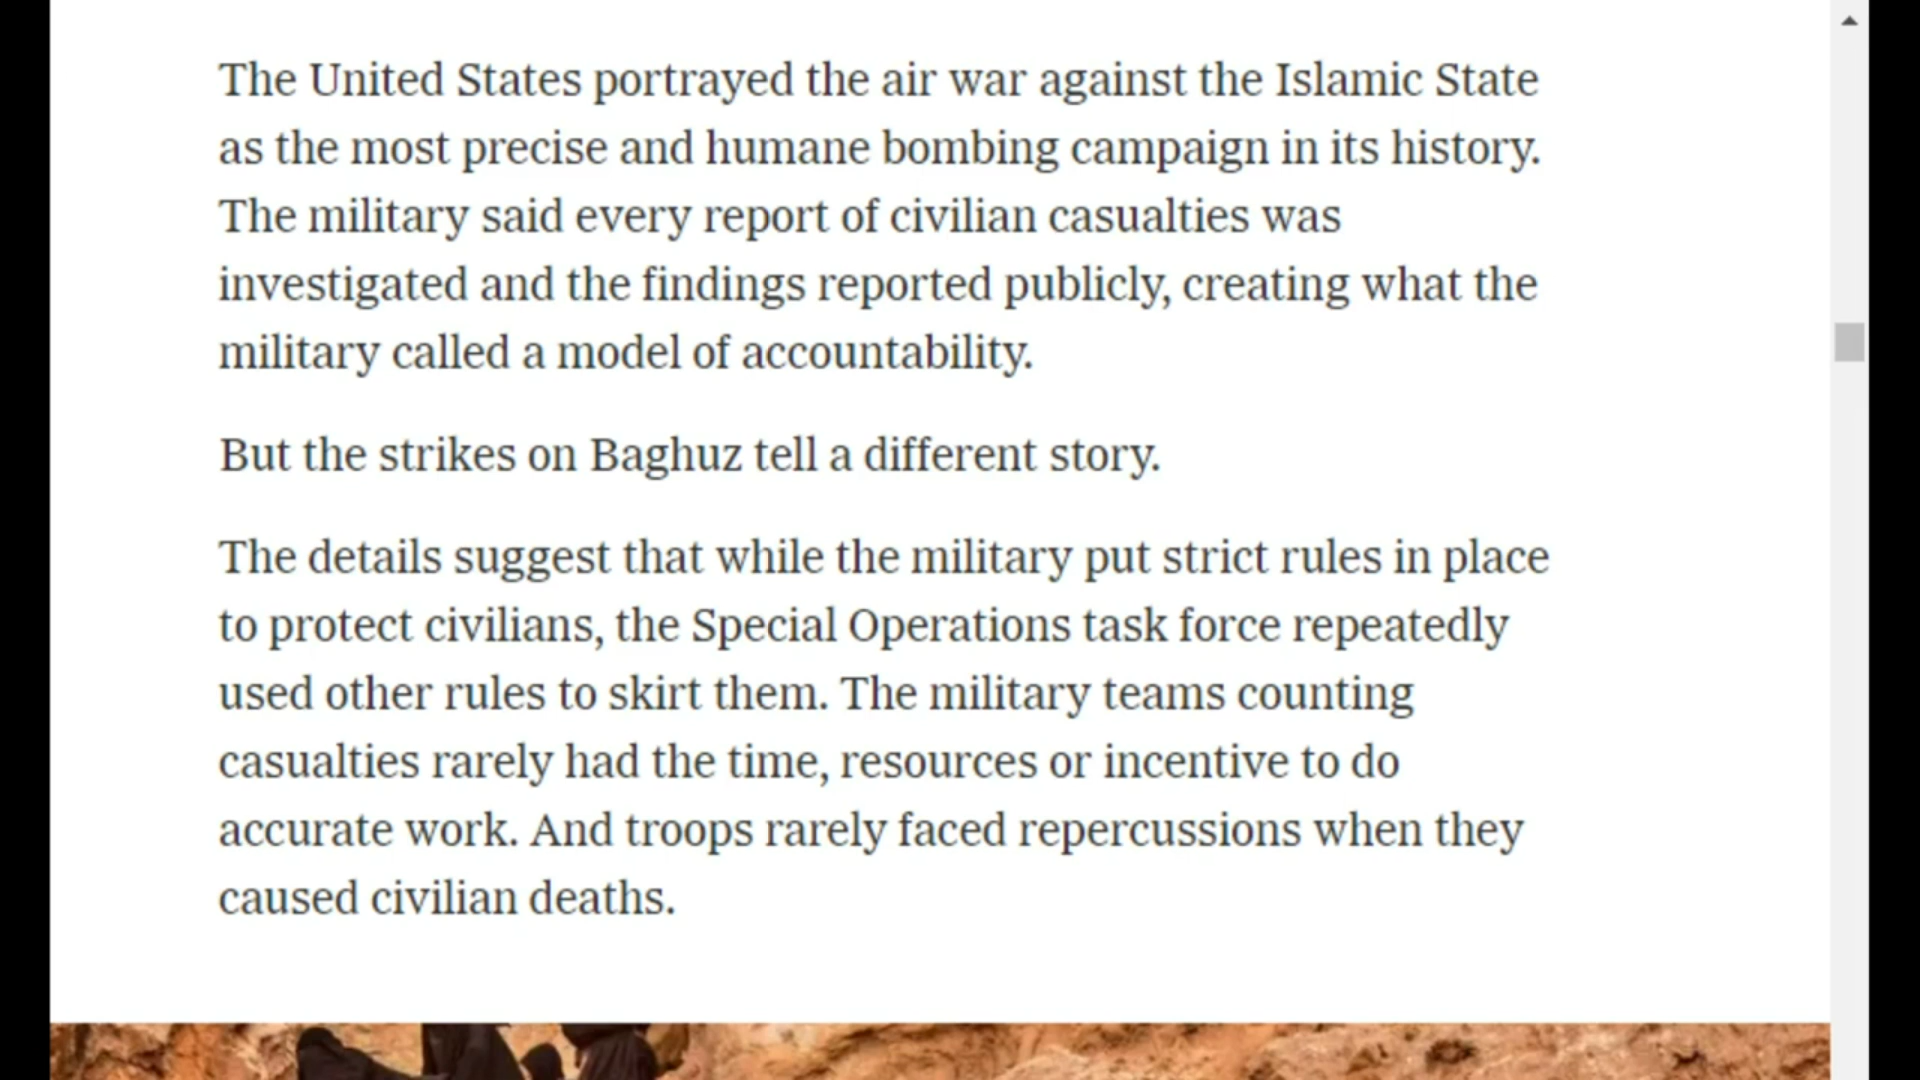 The United States portrayed the air war against the Islamic State
as the most precise and humane bombing campaign in its history.
The military said every report of civilian casualties was
investigated and the findings reported publicly, creating what the
military called a model of accountability.
But the strikes on Baghuz tell a different story.
The details suggest that while the military put strict rules in place
to protect civilians, the Special Operations task force repeatedly
used other rules to skirt them. The military teams counting
casualties rarely had the time, resources or incentive to do
accurate work. And troops rarely faced repercussions when they
caused civilian deaths.